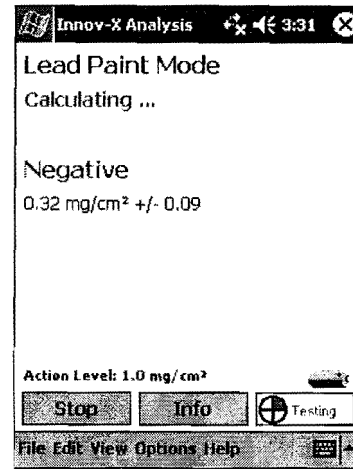 Innov-X Analysis 3:31
Lead Paint Mode
Calculating ...
Negative
0.32 mg/cm² +/- 0.09
Action Level: 1.0 mg/cm²
Stop Info Testing
File Edit View Options Help